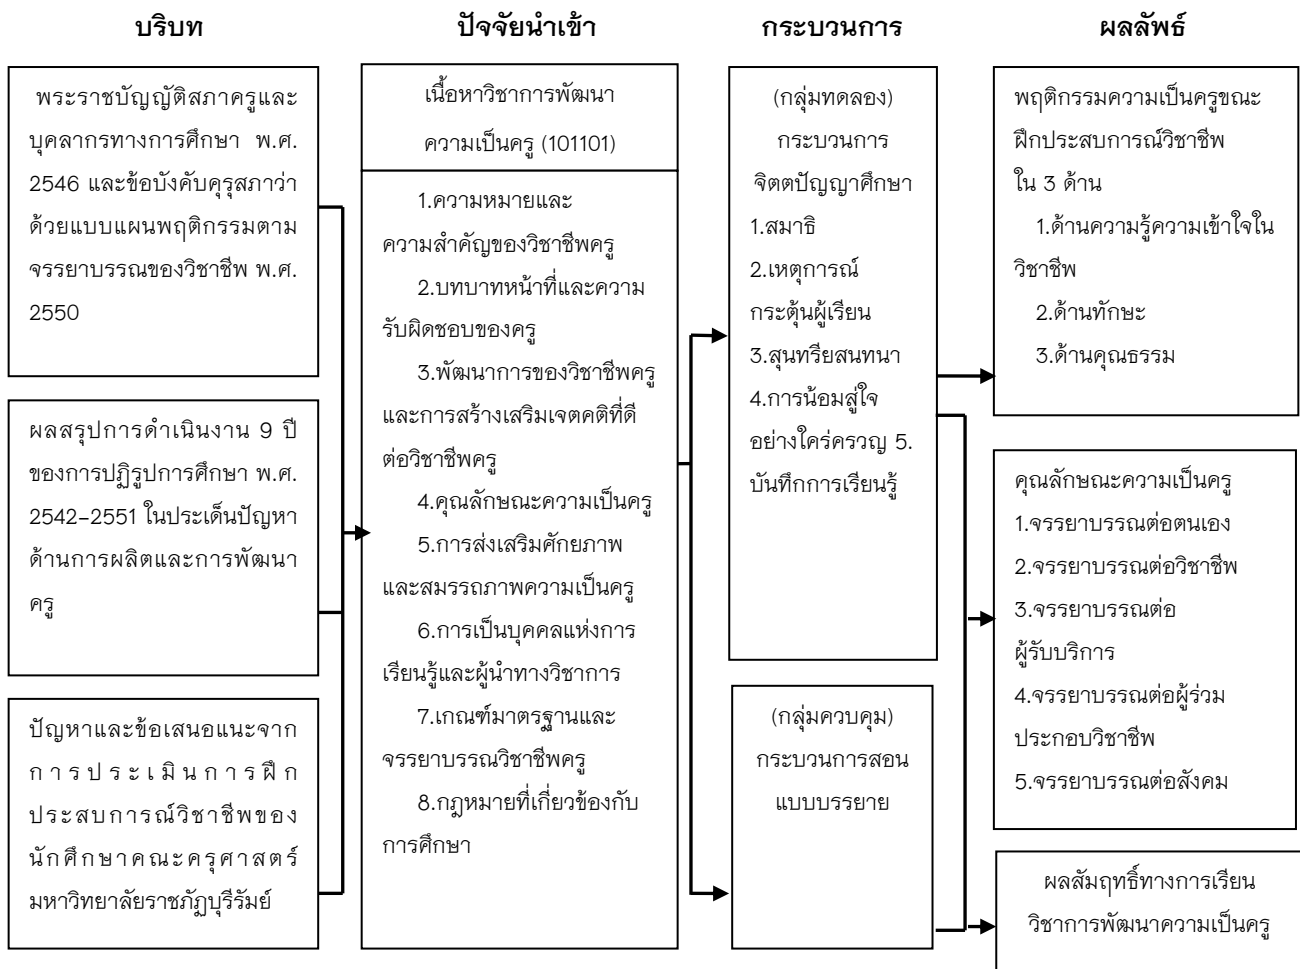 บริบท
พระราชบัญญัติสภาครูและ
บุคลากรทางการศึกษา พ.ศ.
2546 และข้อบังคับคุรุสภาว่า
ด้วยแบบแผนพฤติกรรมตาม
จรรยาบรรณของวิชาชีพ พ.ศ.
2550
ผลสรุปการดำเนินงาน 9 ปี
ของการปฏิรูปการศึกษา พ.ศ.
2542-2551 ในประเด็นปัญหา
ด้านการผลิตและการพัฒนา
ครู
ปัญหาและข้อเสนอแนะจาก
การประเมินการฝึก
ประสบการณ์วิชาชีพของ
นักศึกษาคณะครุศาสตร์
มหาวิทยาลัยราชภัฏบุรีรัมย์
ปัจจัยนำเข้า
เนื้อหาวิชาการพัฒนา
ความเป็นครู (101101)
1.ความหมายและ
ความสำคัญของวิชาชีพครู
2.บทบาทหน้าที่และความ
รับผิดชอบของครู
3.พัฒนาการของวิชาชีพครู
และการสร้างเสริมเจตคติที่ดี
ต่อวิชาชีพครู
4.คุณลักษณะความเป็นครู
5.การส่งเสริมศักยภาพ
และสมรรถภาพความเป็นครู
6.การเป็นบุคคลแห่งการ
เรียนรู้และผู้นำทางวิชาการ
7.เกณฑ์มาตรฐานและ
จรรยาบรรณวิชาชีพครู
8.กฎหมายที่เกี่ยวข้องกับ
การศึกษา
กระบวนการ
(กลุ่มทดลอง)
กระบวนการ
จิตตปัญญาศึกษา
1.สมาธิ
2.เหตุการณ์
กระตุ้นผู้เรียน
3.สุนทรียสนทนา
4.การน้อมสู่ใจ
อย่างใคร่ครวญ 5.
บันทึกการเรียนรู้
(กลุ่มควบคุม)
กระบวนการสอน
แบบบรรยาย
ผลลัพธ์
พฤติกรรมความเป็นครูขณะ
ฝึกประสบการณ์วิชาชีพ
ใน 3 ด้าน
1.ด้านความรู้ความเข้าใจใน
วิชาชีพ
2.ด้านทักษะ
3.ด้านคุณธรรม
คุณลักษณะความเป็นครู
1.จรรยาบรรณต่อตนเอง
2.จรรยาบรรณต่อวิชาชีพ
3.จรรยาบรรณต่อ
ผู้รับบริการ
4.จรรยาบรรณต่อผู้ร่วม
ประกอบวิชาชีพ
5.จรรยาบรรณต่อสังคม
ผลสัมฤทธิ์ทางการเรียน
วิชาการพัฒนาความเป็นครู